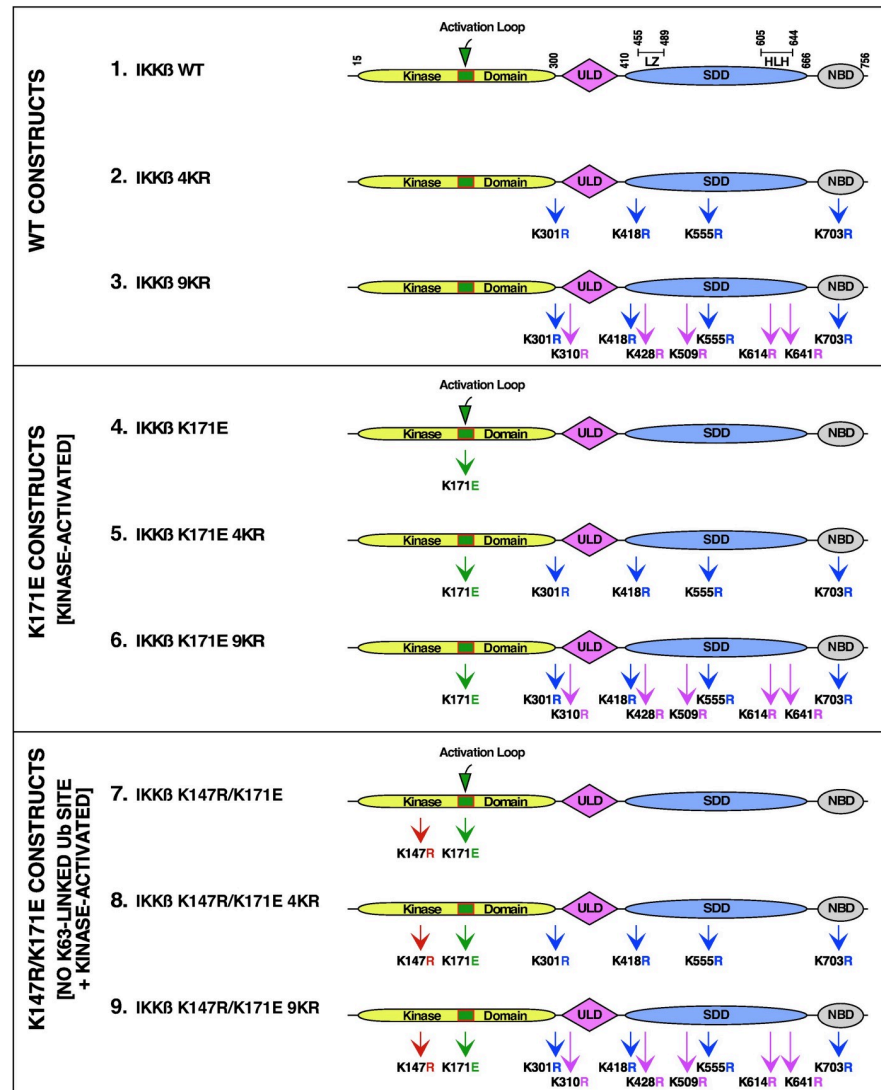 WT CONSTRUCTS
Activation Loop
1. IKKß WT
15 300 410 455 489 605 644 666 756
LZ HLH
Kinase Domain ULD SDD NBD
2. IKKß 4KR
Kinase Domain ULD SDD NBD
K301R K418R K555R K703R
3. IKKß 9KR
Kinase Domain ULD SDD NBD
K301R K418R K555R K703R
K310R K428R K509R K614R K641R
K171E CONSTRUCTS
[KINASE-ACTIVATED]
Activation Loop
4. IKKß K171E
Kinase Domain ULD SDD NBD
K171E
5. IKKß K171E 4KR
Kinase Domain ULD SDD NBD
K171E K301R K418R K555R K703R
6. IKKß K171E 9KR
Kinase Domain ULD SDD NBD
K171E K301R K418R K555R K703R
K310R K428R K509R K614R K641R
K147R/K171E CONSTRUCTS
[NO K63-LINKED Ub SITE
+ KINASE-ACTIVATED]
Activation Loop
7. IKKß K147R/K171E
Kinase Domain ULD SDD NBD
K147R K171E
8. IKKß K147R/K171E 4KR
Kinase Domain ULD SDD NBD
K147R K171E K301R K418R K555R K703R
9. IKKß K147R/K171E 9KR
Kinase Domain ULD SDD NBD
K147R K171E K301R K418R K555R K703R
K310R K428R K509R K614R K641R